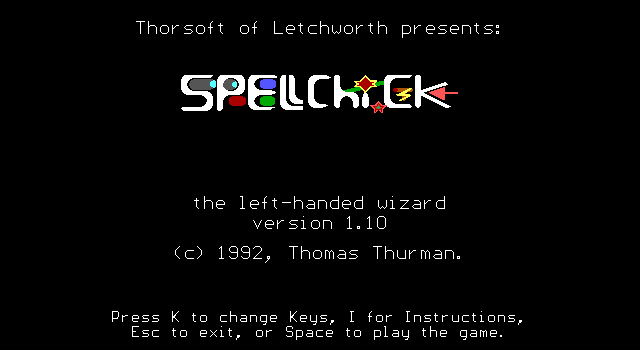 Thorsoft of Letchworth presents:
SPELLChiCK
the left-handed wizard
version 1.10
(c) 1992, Thomas Thurman.
Press K to change Keys, I for Instructions,
Esc to exit, or Space to play the game.